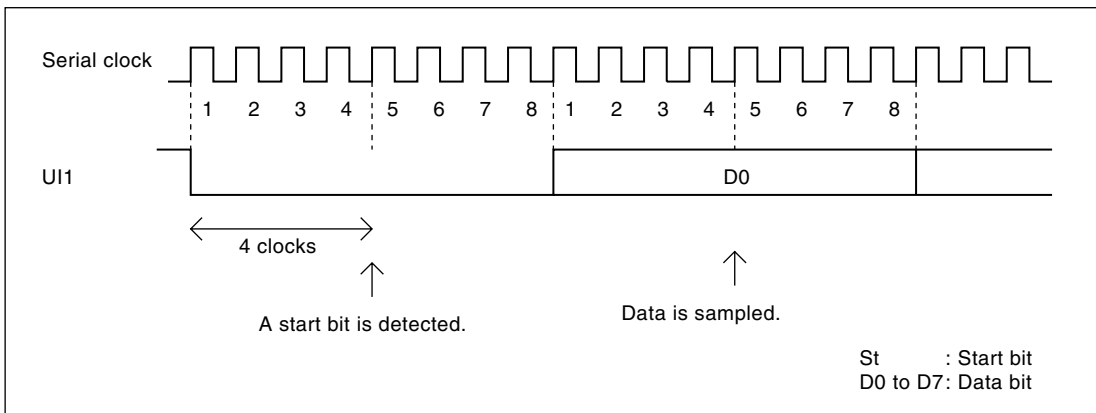 Serial clock
1 2 3 4 5 6 7 8 1 2 3 4 5 6 7 8
UI1
D0
4 clocks
A start bit is detected.
Data is sampled.
St : Start bit
D0 to D7: Data bit